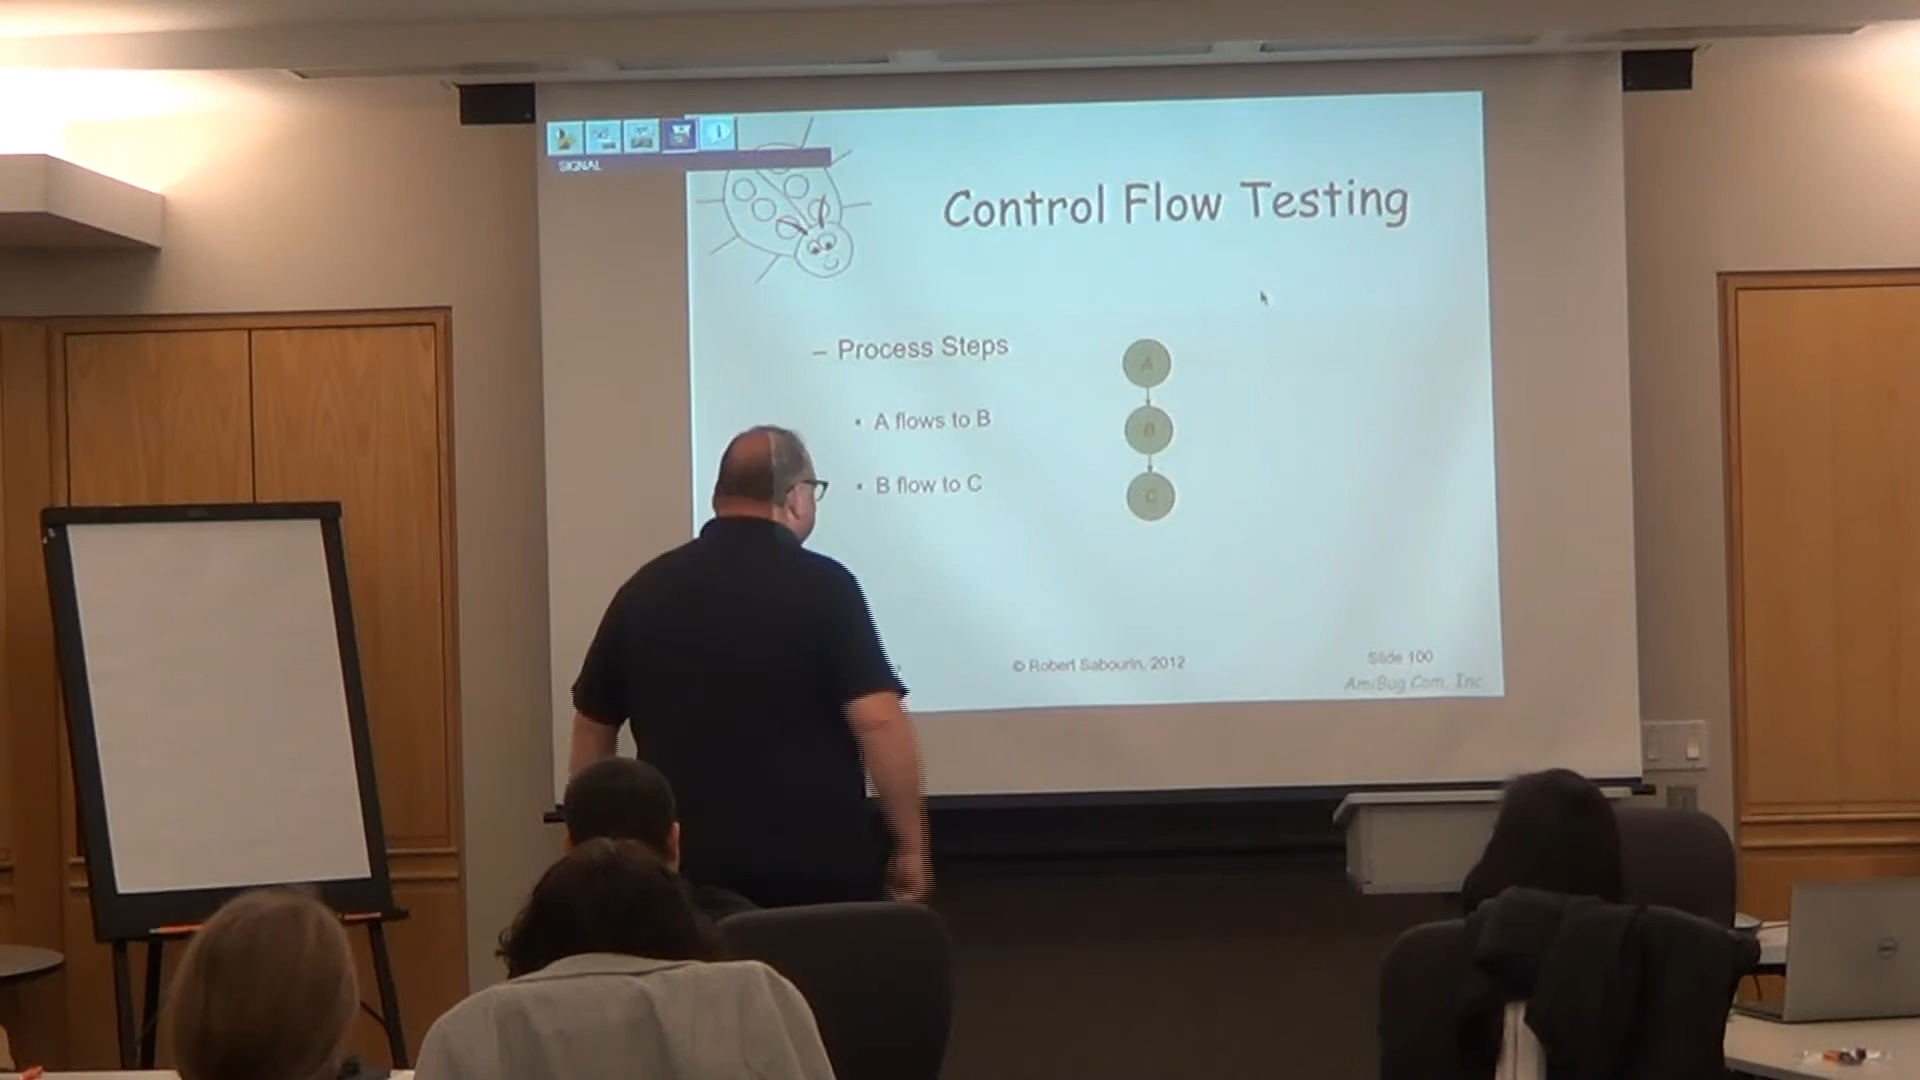 SIGNAL
Control Flow Testing
– Process Steps
• A flows to B
• B flow to C
A
B
C
© Robert Sabourin, 2012
Slide 100
AmiBug.Com, Inc.